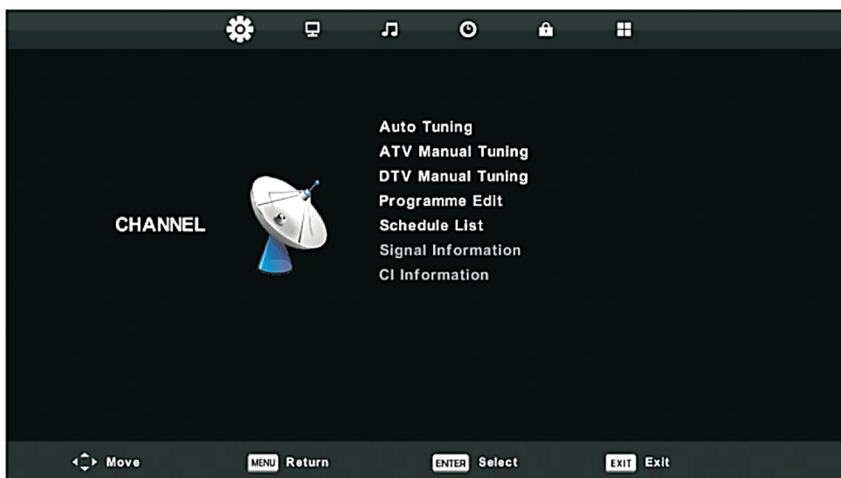 Auto Tuning
ATV Manual Tuning
DTV Manual Tuning
Programme Edit
CHANNEL
Schedule List
Signal Information
CI Information
Move
MENU Return
ENTER Select
EXIT Exit